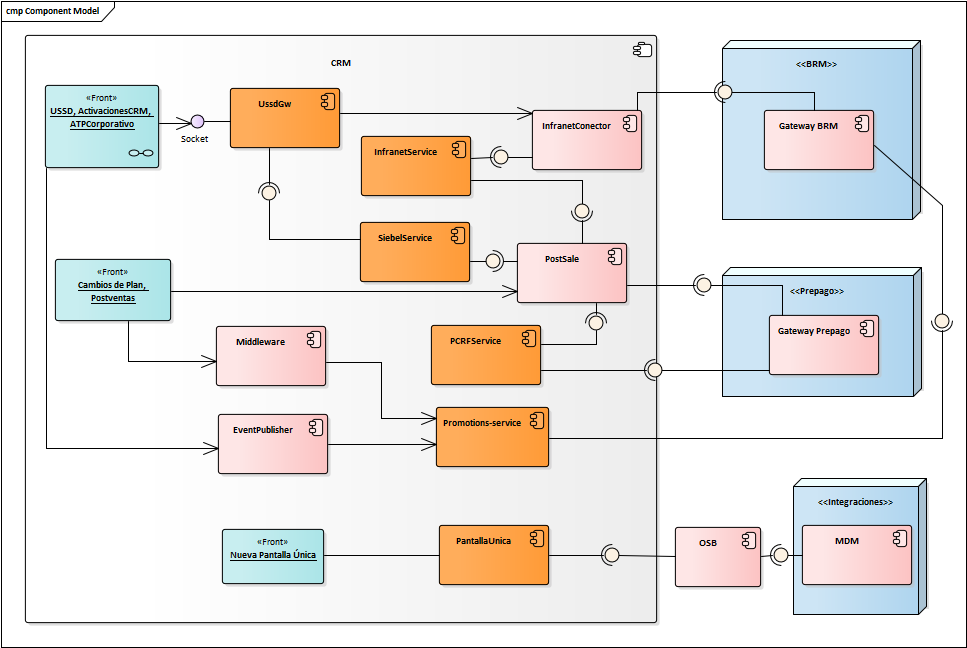 cmp Component Model
CRM
«Front»
USSD, ActivacionesCRM,
ATPCorporativo
Socket
UssdGw
InfranetService
InfranetConector
<<BRM>>
Gateway BRM
SiebelService
PostSale
«Front»
Cambios de Plan,
Postventas
<<Prepago>>
Gateway Prepago
Middleware
PCRFService
EventPublisher
Promotions-service
«Front»
Nueva Pantalla Única
PantallaUnica
OSB
<<Integraciones>>
MDM